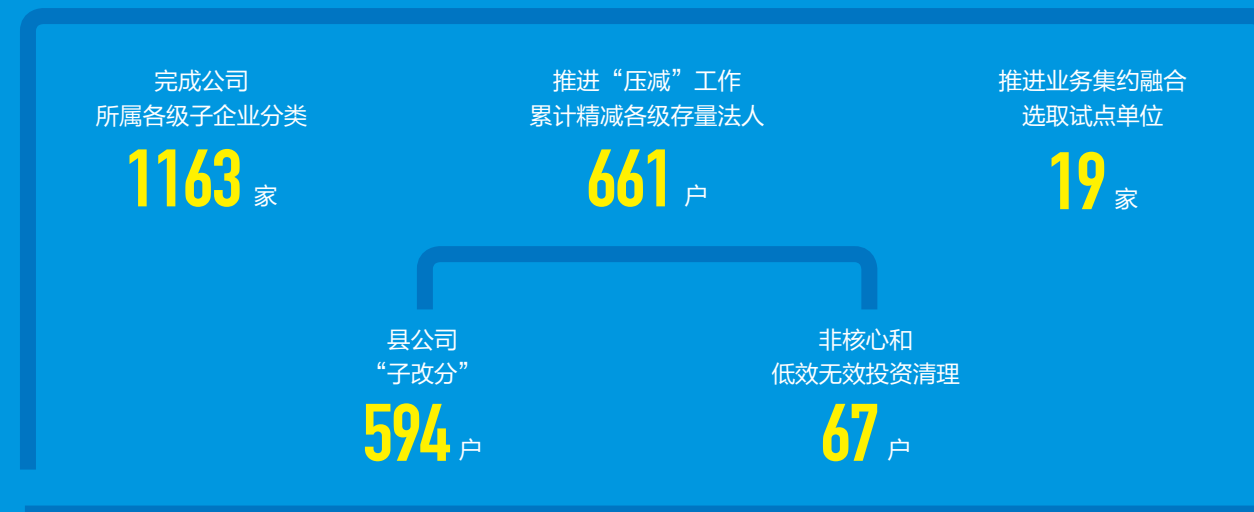 完成公司
所属各级子企业分类
1163 家
推进“压减”工作
累计精减各级存量法人
661 户
推进业务集约融合
选取试点单位
19 家
县公司
“子改分”
594 户
非核心和
低效无效投资清理
67 户